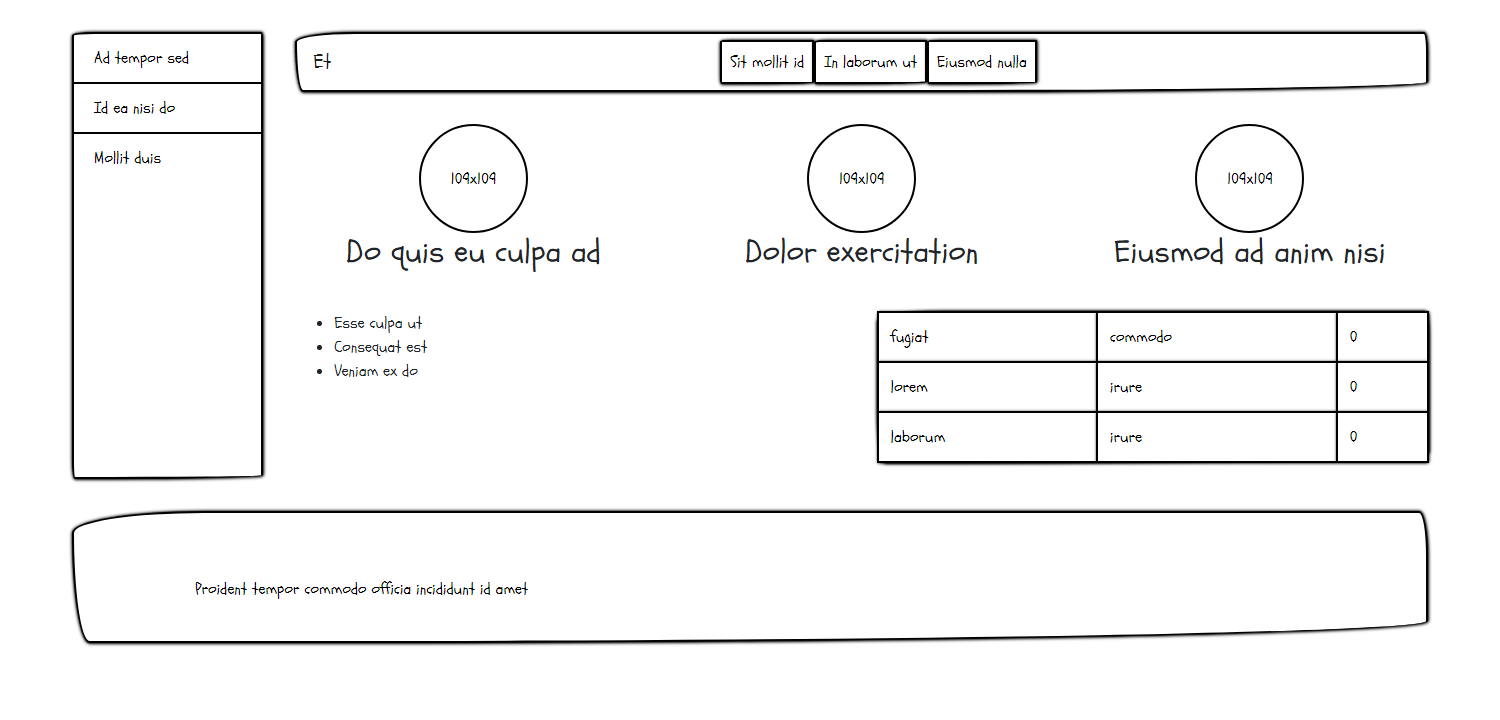 Ad tempor sed
Id ea nisi do
Mollit duis
Et
Sit mollit id
In laborum ut
Eiusmod nulla
109x109
109x109
109x109
Do quis eu culpa ad
Dolor exercitation
Eiusmod ad anim nisi
Esse culpa ut
Consequat est
Veniam ex do
fugiat commodo 0
lorem irure 0
laborum irure 0
Proident tempor commodo officia incididunt id amet